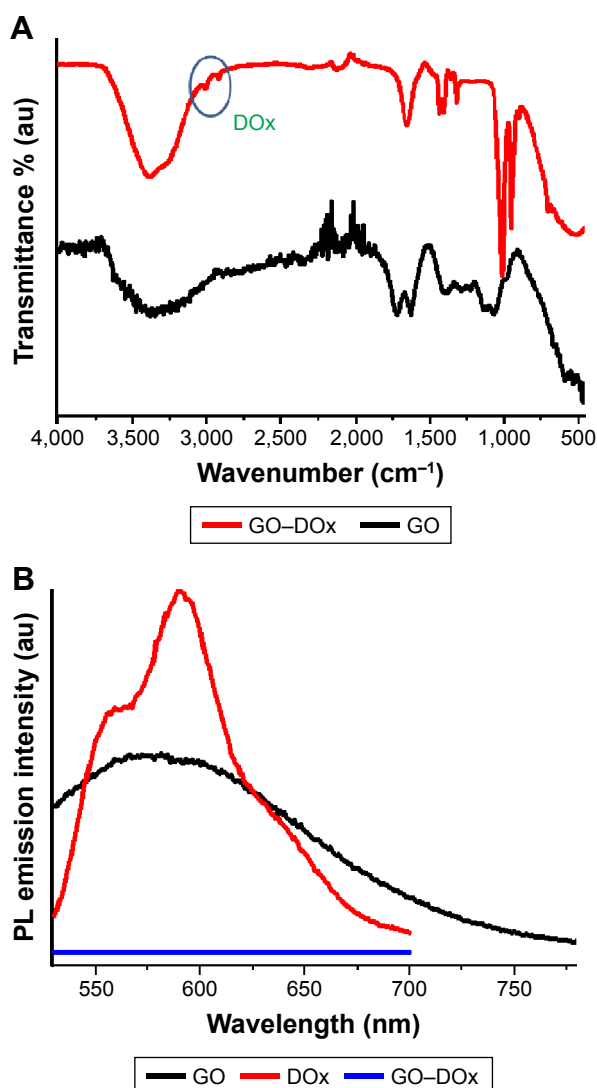 A
Transmittance % (au)
DOx
4,000 3,500 3,000 2,500 2,000 1,500 1,000 500
Wavenumber (cm⁻¹)
GO–DOx GO
B
PL emission intensity (au)
550 600 650 700 750
Wavelength (nm)
GO DOx GO–DOx